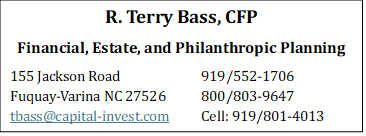 R. Terry Bass, CFP
Financial, Estate, and Philanthropic Planning
155 Jackson Road 919/552-1706
Fuquay-Varina NC 27526 800/803-9647
tbass@capital-invest.com Cell: 919/801-4013